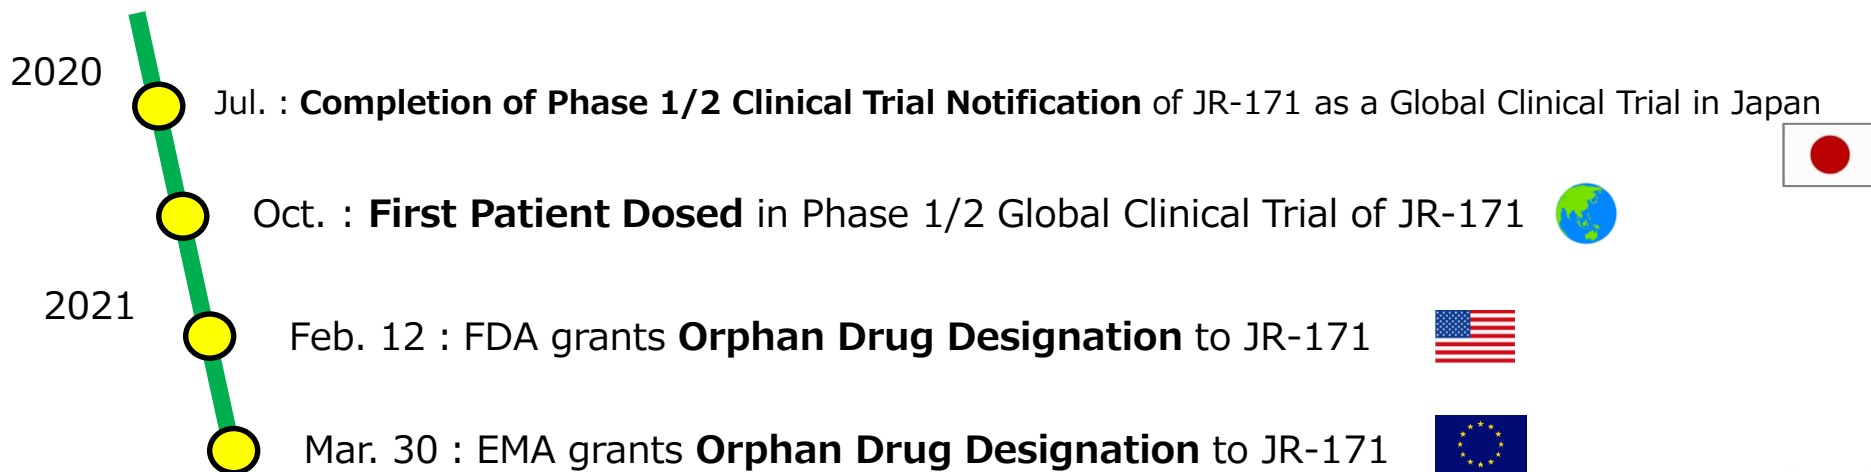 2020
Jul. : Completion of Phase 1/2 Clinical Trial Notification of JR-171 as a Global Clinical Trial in Japan
Oct. : First Patient Dosed in Phase 1/2 Global Clinical Trial of JR-171
2021
Feb. 12 : FDA grants Orphan Drug Designation to JR-171
Mar. 30 : EMA grants Orphan Drug Designation to JR-171